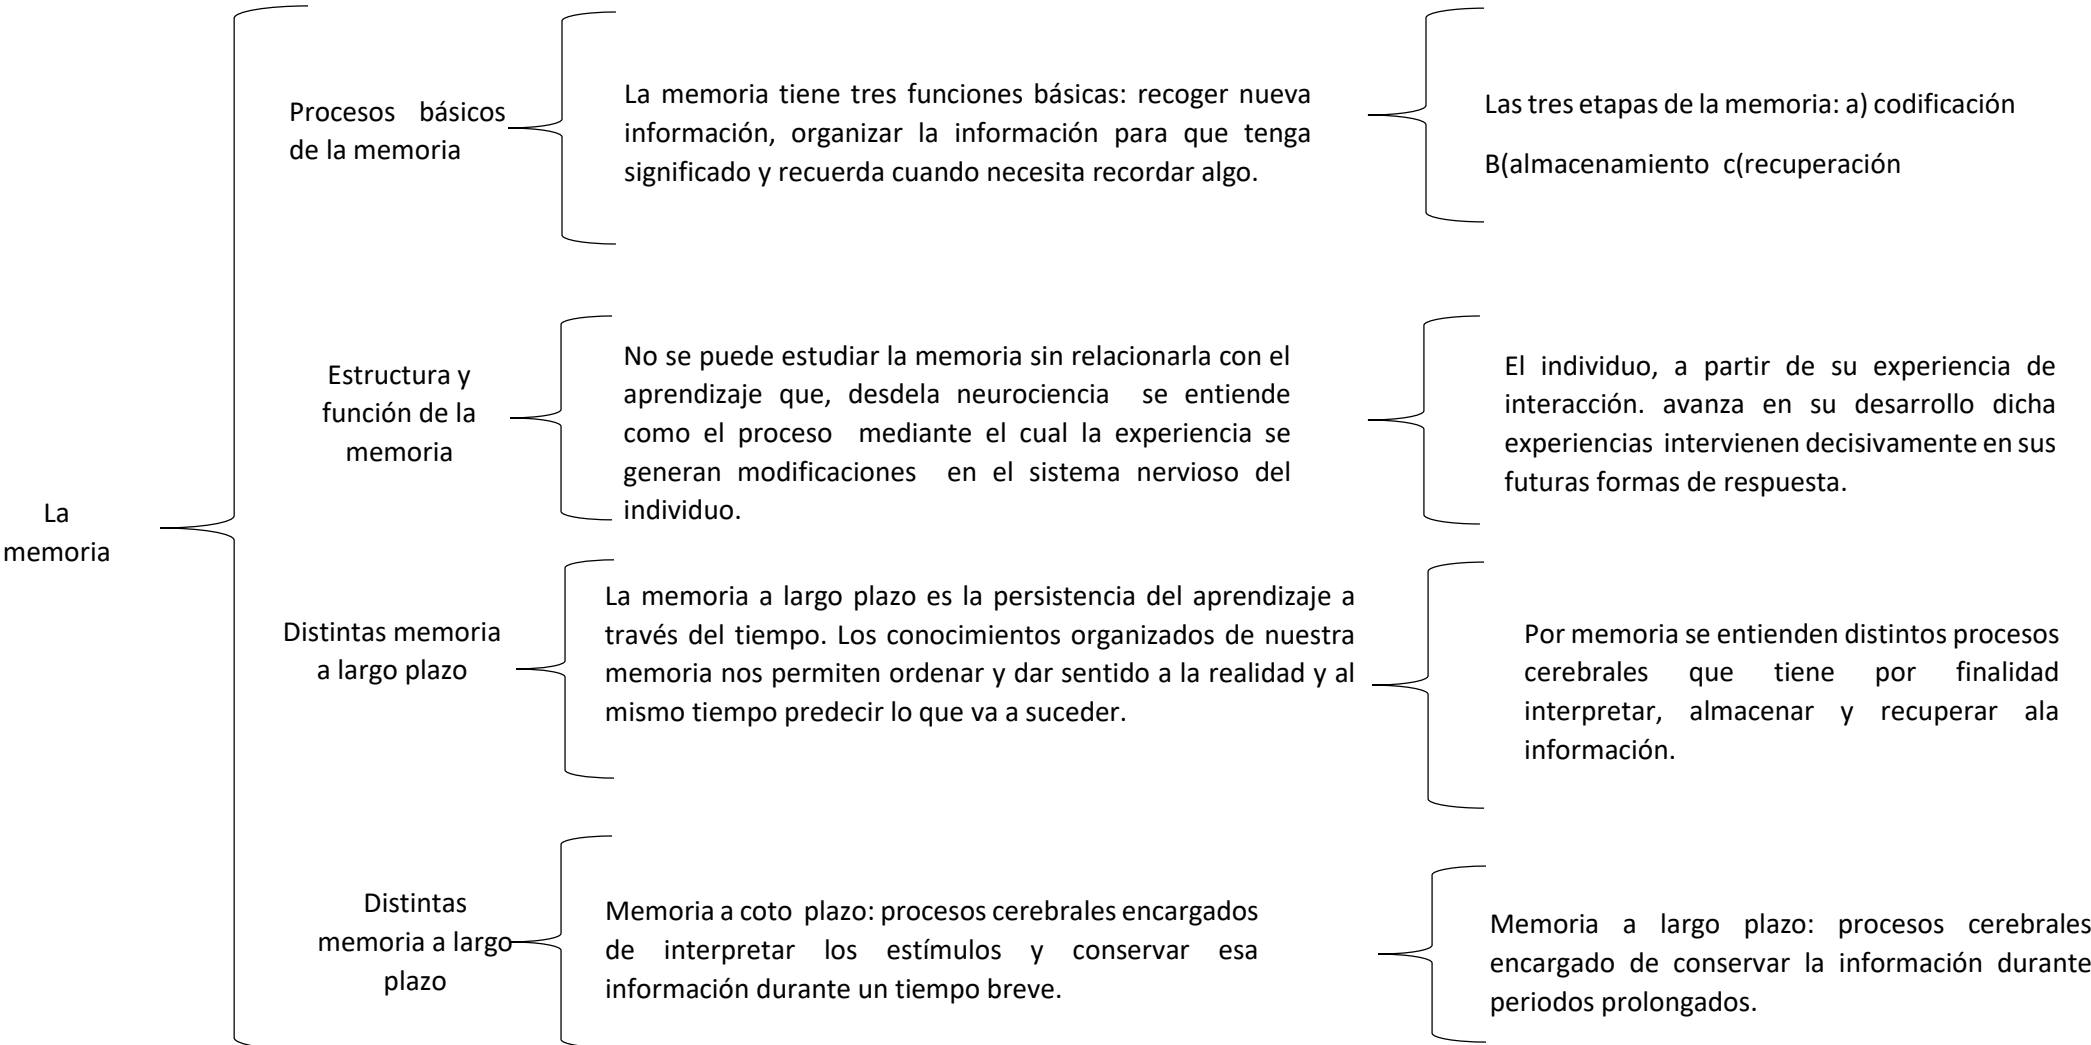 La
memoria
Procesos básicos
de la memoria
La memoria tiene tres funciones básicas: recoger nueva
información, organizar la información para que tenga
significado y recuerda cuando necesita recordar algo.
Las tres etapas de la memoria: a) codificación
B(almacenamiento c(recuperación
Estructura y
función de la
memoria
No se puede estudiar la memoria sin relacionarla con el
aprendizaje que, desdela neurociencia se entiende
como el proceso mediante el cual la experiencia se
generan modificaciones en el sistema nervioso del
individuo.
El individuo, a partir de su experiencia de
interacción. avanza en su desarrollo dicha
experiencias intervienen decisivamente en sus
futuras formas de respuesta.
Distintas memoria
a largo plazo
La memoria a largo plazo es la persistencia del aprendizaje a
través del tiempo. Los conocimientos organizados de nuestra
memoria nos permiten ordenar y dar sentido a la realidad y al
mismo tiempo predecir lo que va a suceder.
Por memoria se entienden distintos procesos
cerebrales que tiene por finalidad
interpretar, almacenar y recuperar ala
información.
Distintas
memoria a largo
plazo
Memoria a coto plazo: procesos cerebrales encargados
de interpretar los estímulos y conservar esa
información durante un tiempo breve.
Memoria a largo plazo: procesos cerebrales
encargado de conservar la información durante
periodos prolongados.